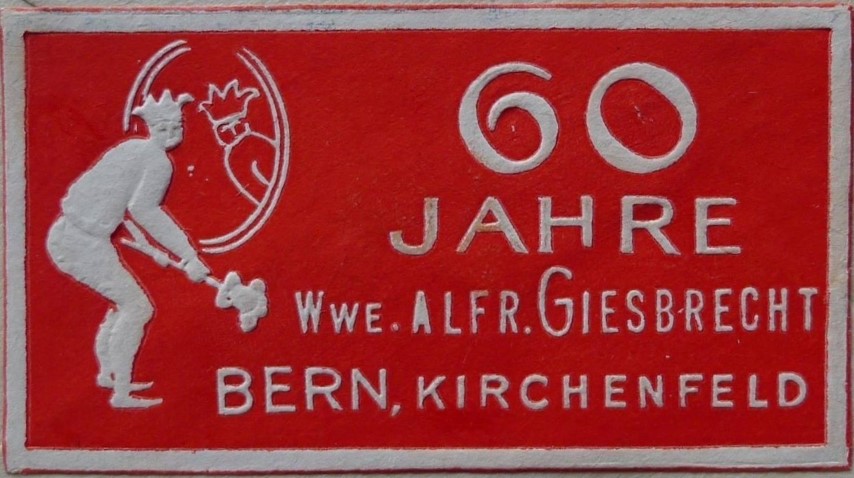 60
JAHRE
WWE. ALFR. GIESBRECHT
BERN, KIRCHENFELD